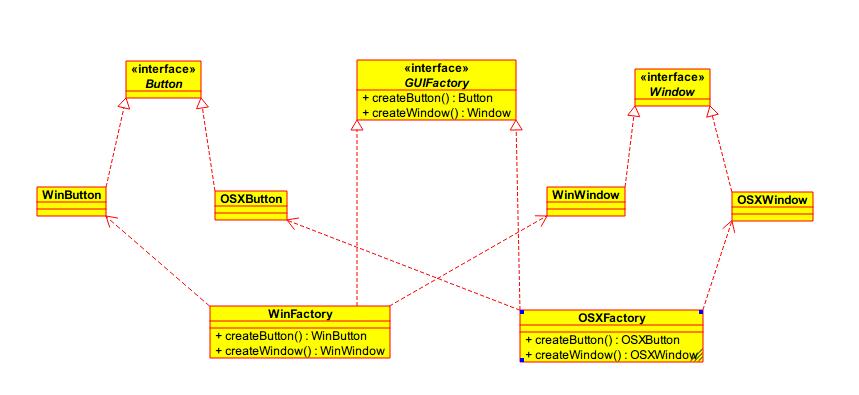 «interface»
Button
«interface»
GUIFactory
+ createButton() : Button
+ createWindow() : Window
«interface»
Window
WinButton
OSXButton
WinWindow
OSXWindow
WinFactory
+ createButton() : WinButton
+ createWindow() : WinWindow
OSXFactory
+ createButton() : OSXButton
+ createWindow() : OSXWindow